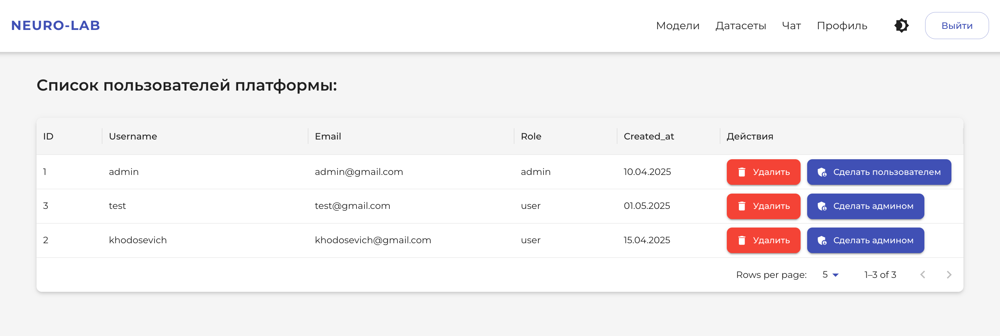 NEURO-LAB Модели Датасеты Чат Профиль Выйти
Список пользователей платформы:
ID Username Email Role Created_at Действия
1 admin admin@gmail.com admin 10.04.2025 Удалить Сделать пользователем
3 test test@gmail.com user 01.05.2025 Удалить Сделать админом
2 khodosevich khodosevich@gmail.com user 15.04.2025 Удалить Сделать админом
Rows per page: 5 1–3 of 3